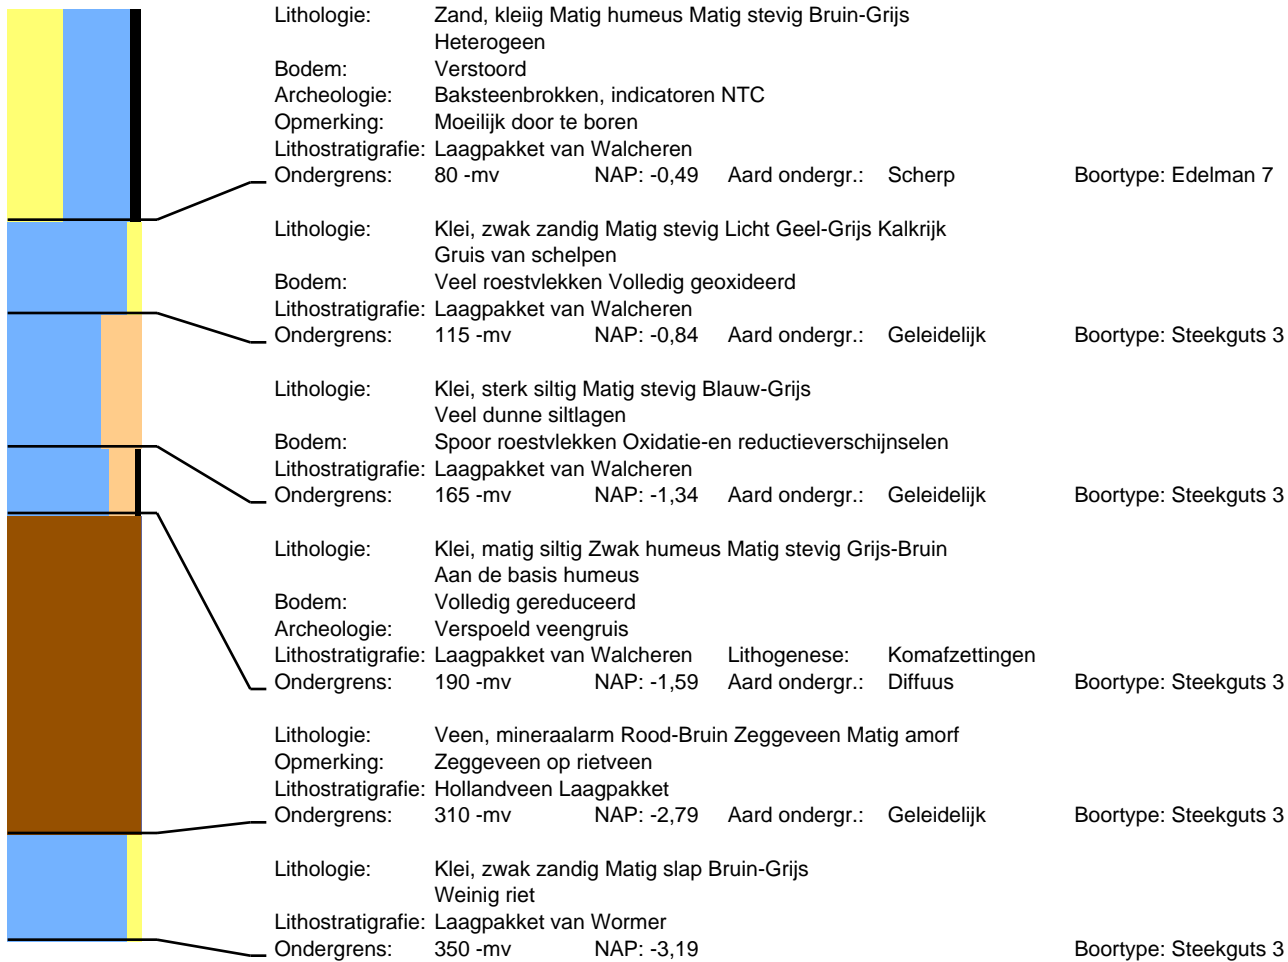 Lithologie: Zand, kleiig Matig humeus Matig stevig Bruin-Grijs
Heterogeen
Bodem: Verstoord
Archeologie: Baksteenbrokken, indicatoren NTC
Opmerking: Moeilijk door te boren
Lithostratigrafie: Laagpakket van Walcheren
Ondergrens: 80 -mv NAP: -0,49 Aard ondergr.: Scherp Boortype: Edelman 7
Lithologie: Klei, zwak zandig Matig stevig Licht Geel-Grijs Kalkrijk
Gruis van schelpen
Bodem: Veel roestvlekken Volledig geoxideerd
Lithostratigrafie: Laagpakket van Walcheren
Ondergrens: 115 -mv NAP: -0,84 Aard ondergr.: Geleidelijk Boortype: Steekguts 3
Lithologie: Klei, sterk siltig Matig stevig Blauw-Grijs
Veel dunne siltlagen
Bodem: Spoor roestvlekken Oxidatie-en reductieverschijnselen
Lithostratigrafie: Laagpakket van Walcheren
Ondergrens: 165 -mv NAP: -1,34 Aard ondergr.: Geleidelijk Boortype: Steekguts 3
Lithologie: Klei, matig siltig Zwak humeus Matig stevig Grijs-Bruin
Aan de basis humeus
Bodem: Volledig gereduceerd
Archeologie: Verspoeld veengruis
Lithostratigrafie: Laagpakket van Walcheren Lithogenese: Komafzettingen
Ondergrens: 190 -mv NAP: -1,59 Aard ondergr.: Diffuus Boortype: Steekguts 3
Lithologie: Veen, mineraalarm Rood-Bruin Zeggeveen Matig amorf
Opmerking: Zeggeveen op rietveen
Lithostratigrafie: Hollandveen Laagpakket
Ondergrens: 310 -mv NAP: -2,79 Aard ondergr.: Geleidelijk Boortype: Steekguts 3
Lithologie: Klei, zwak zandig Matig slap Bruin-Grijs
Weinig riet
Lithostratigrafie: Laagpakket van Wormer
Ondergrens: 350 -mv NAP: -3,19 Boortype: Steekguts 3